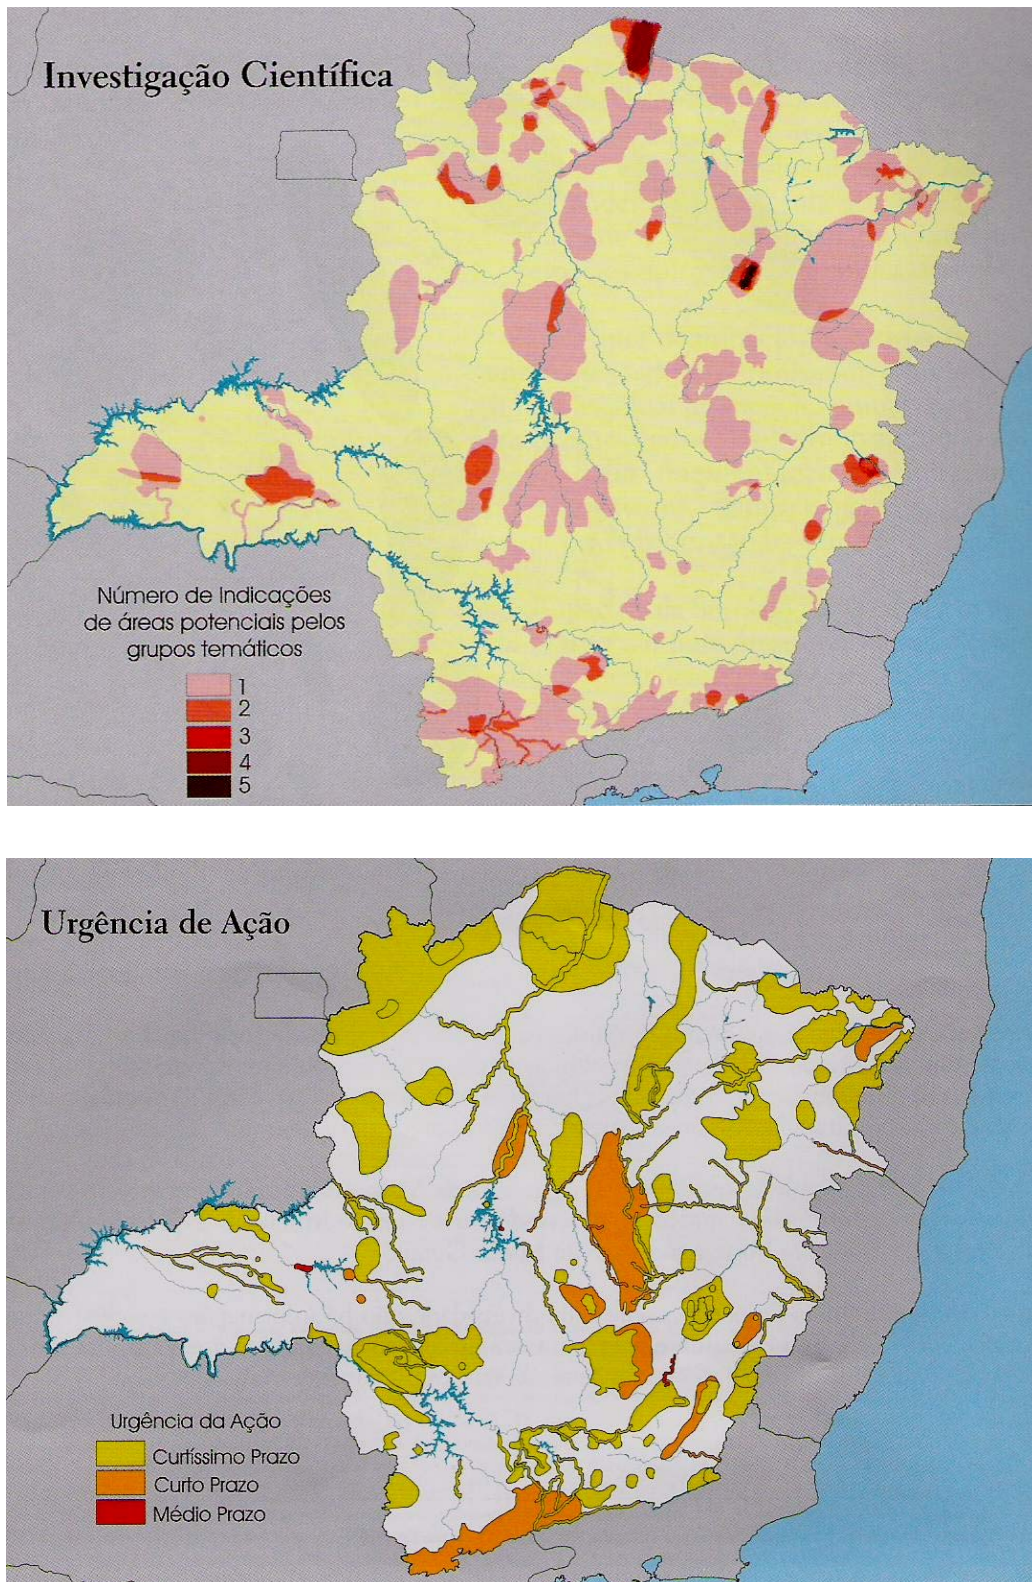 Investigação Científica
Número de Indicações
de áreas potenciais pelos
grupos temáticos
1
2
3
4
5
Urgência de Ação
Urgência da Ação
Curtíssimo Prazo
Curto Prazo
Médio Prazo